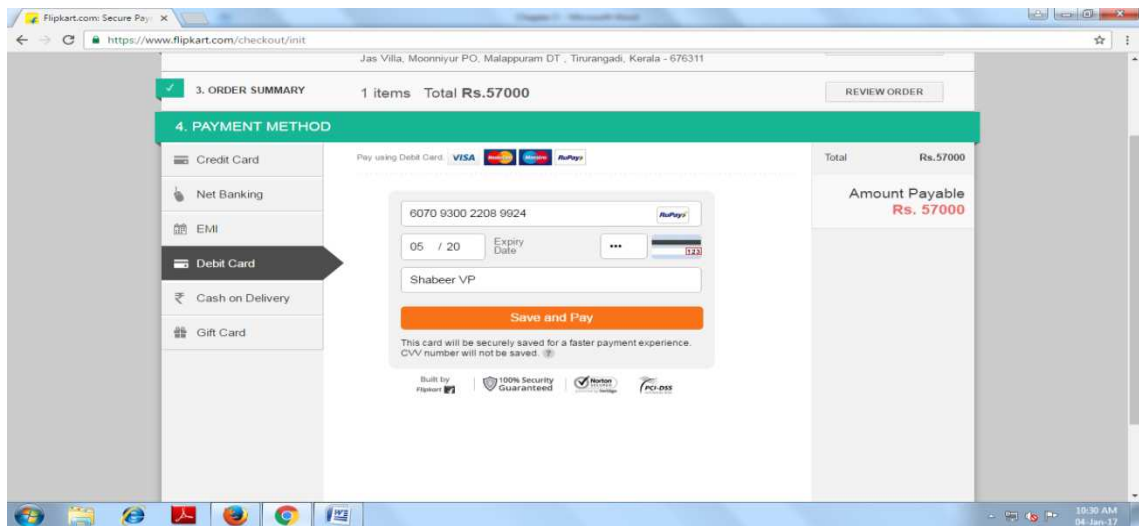 Flipkart.com: Secure Pay
https://www.flipkart.com/checkout/init
Jas Villa, Moonniyur PO, Malappuram DT , Tirurangadi, Kerala - 676311
3. ORDER SUMMARY 1 items Total Rs.57000 REVIEW ORDER
4. PAYMENT METHOD
Credit Card
Net Banking
EMI
Debit Card
Cash on Delivery
Gift Card
Pay using Debit Card. VISA MasterCard Maestro RuPay
6070 9300 2208 9924 RuPay
05 / 20 Expiry Date ••• 123
Shabeer VP
Save and Pay
This card will be securely saved for a faster payment experience.
CVV number will not be saved. ?
Built by Flipkart
100% Security Guaranteed
Norton SECURED
PCI-DSS
Total Rs.57000
Amount Payable
Rs. 57000
10:30 AM
04-Jan-17